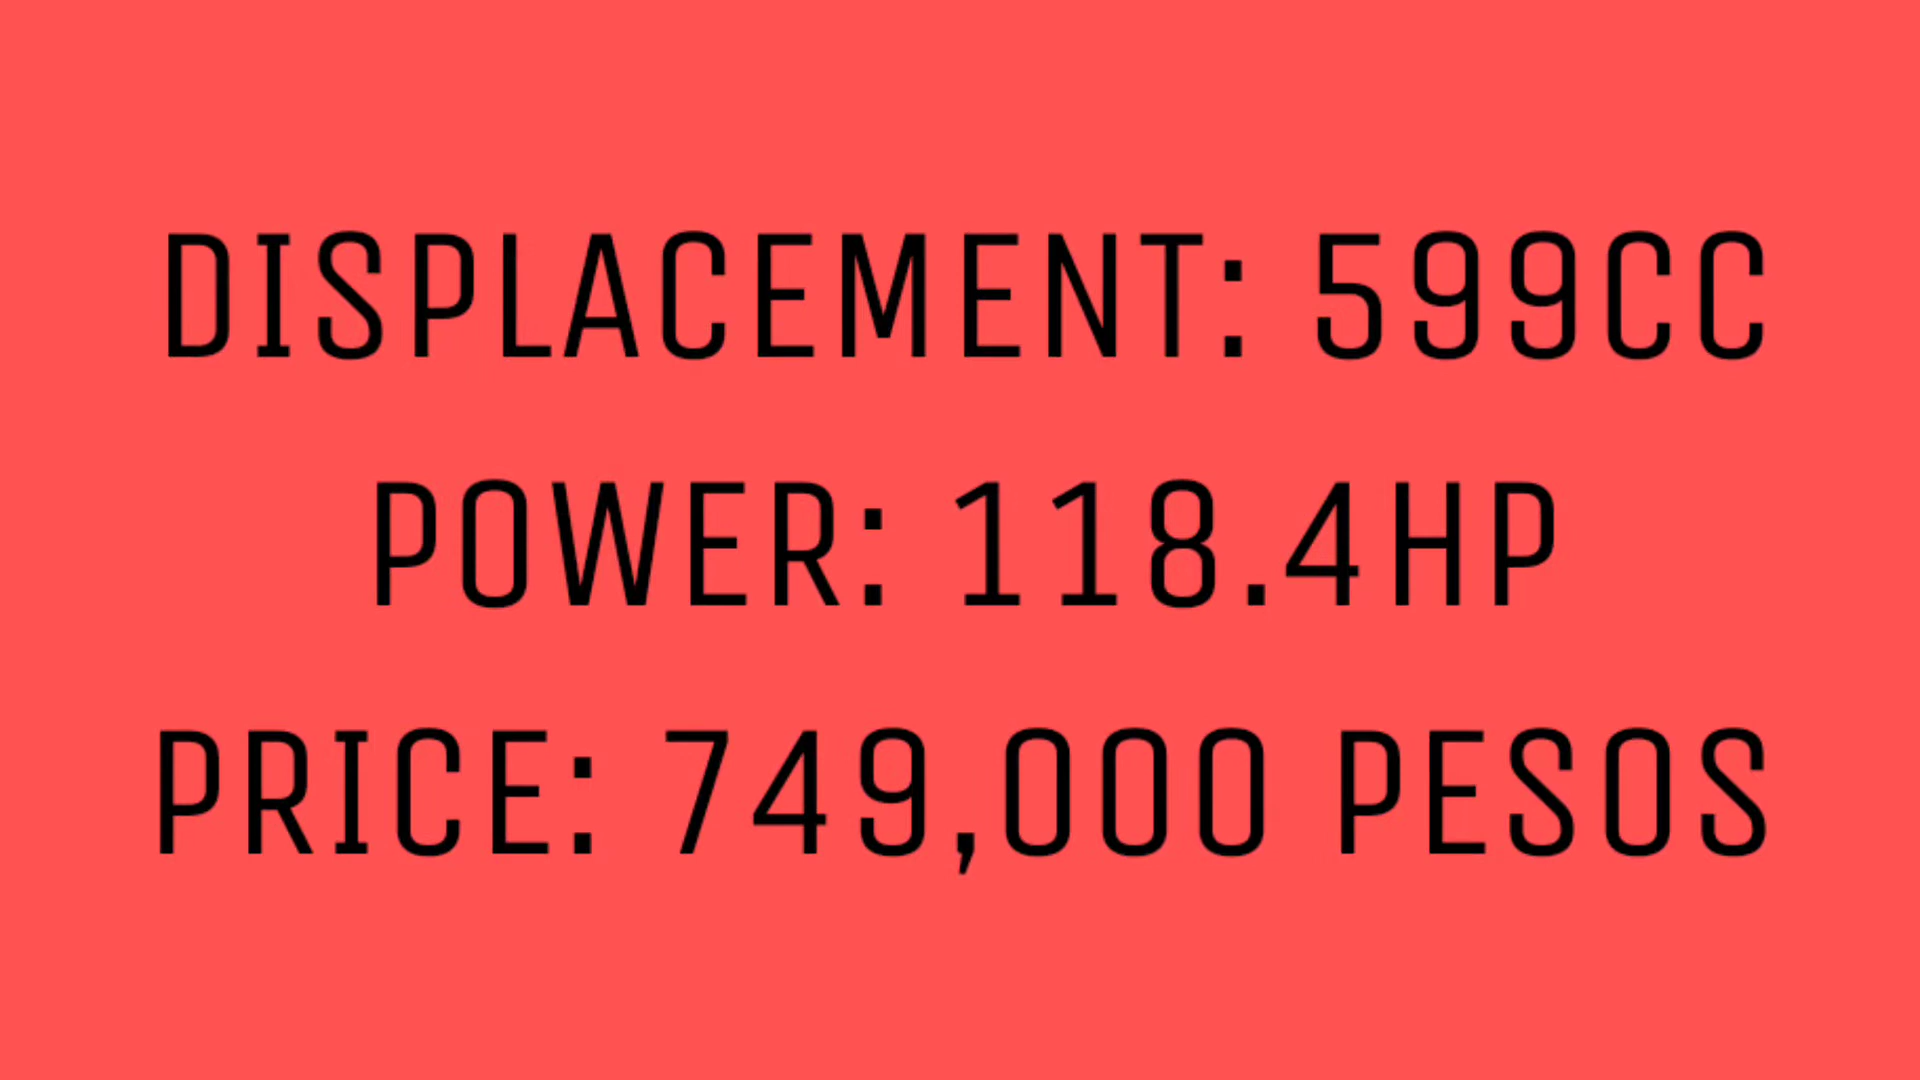 DISPLACEMENT: 599CC
POWER: 118.4HP
PRICE: 749,000 PESOS